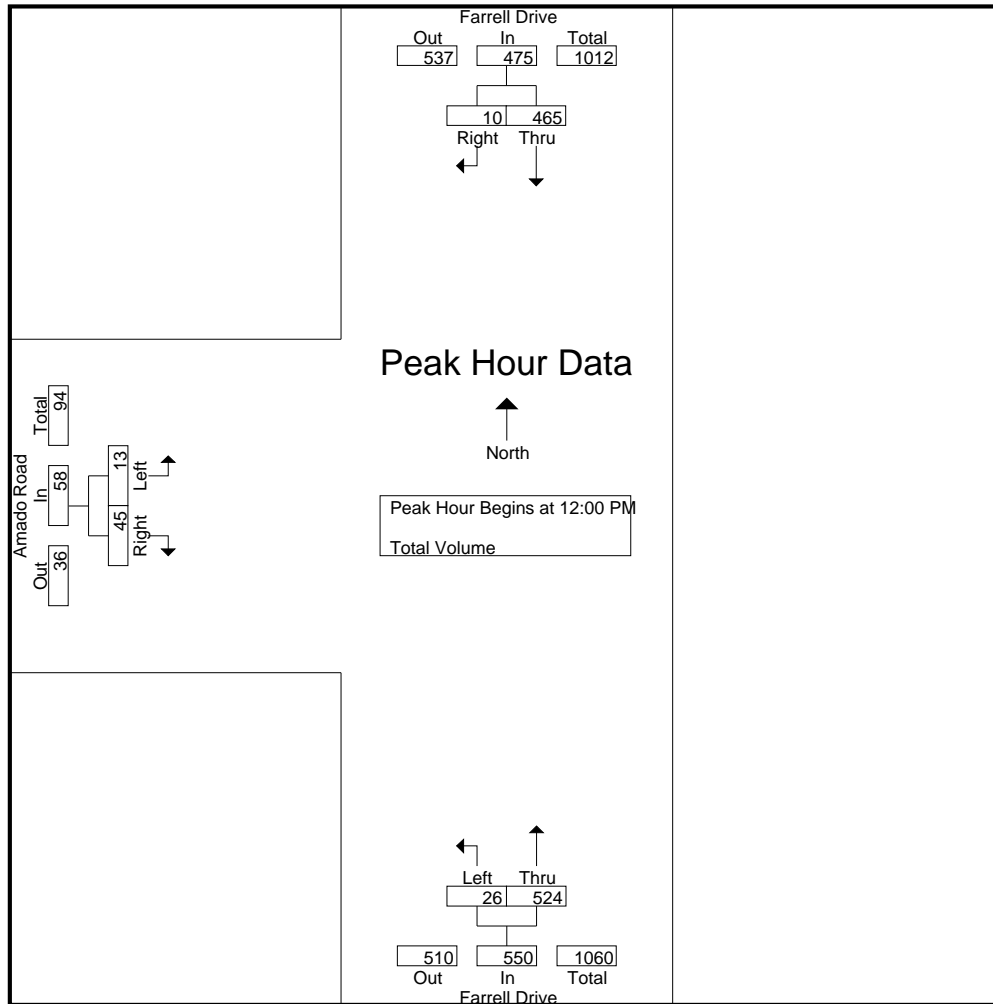 Farrell Drive
Out In Total
537 475 1012
10 465
Right Thru
Peak Hour Data
North
Peak Hour Begins at 12:00 PM
Total Volume
Amado Road
Out In Total
36 58 94
45 13
Right Left
Left Thru
26 524
510 550 1060
Out In Total
Farrell Drive